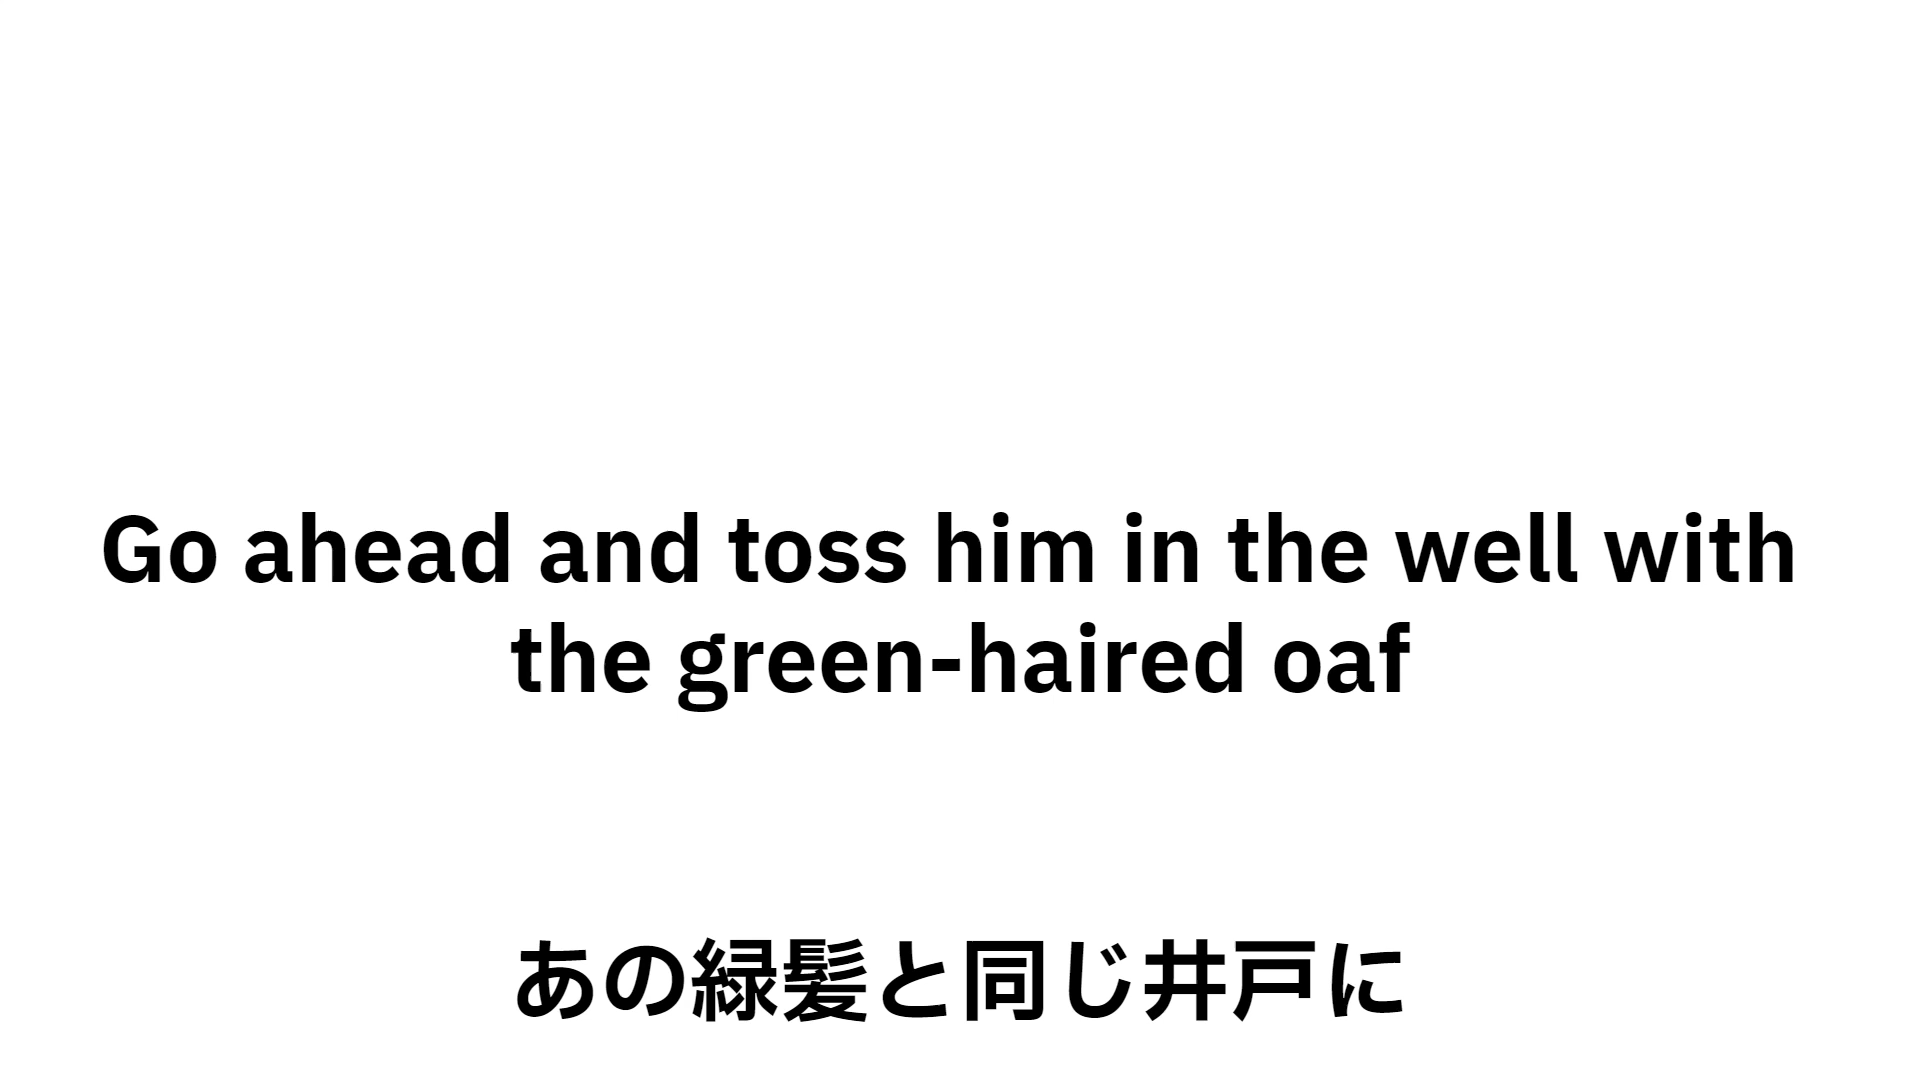 Go ahead and toss him in the well with
the green-haired oaf
あの緑髪と同じ井戸に